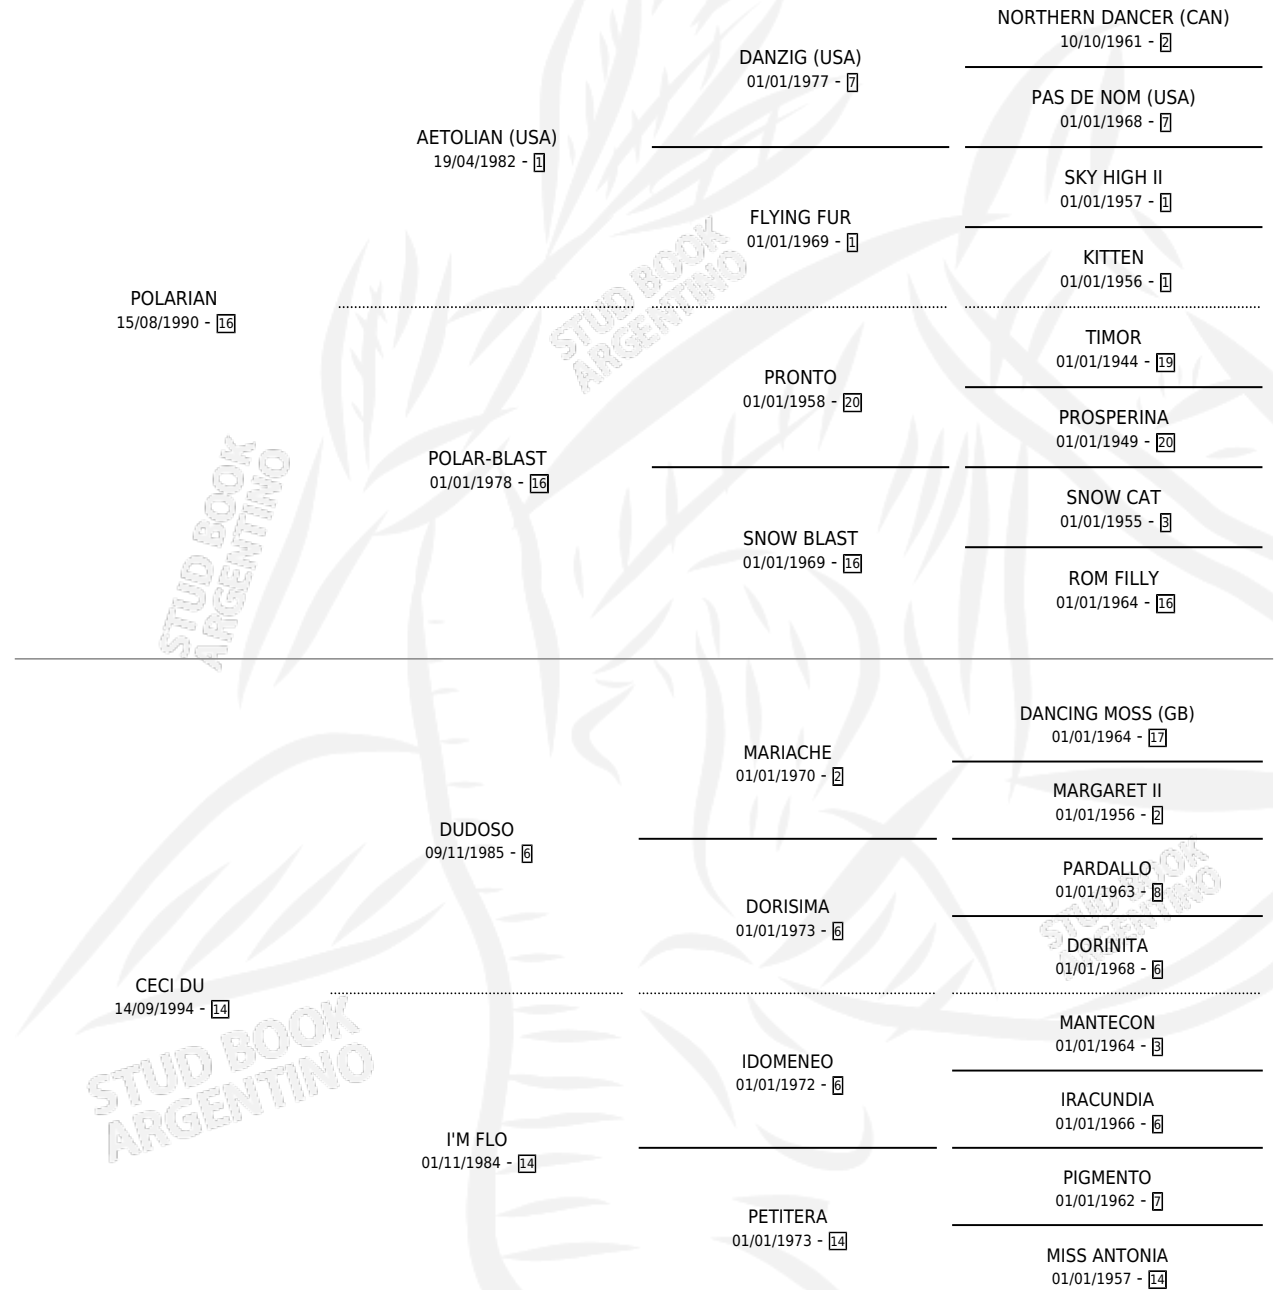 NORTHERN DANCER (CAN)
10/10/1961 - 2
DANZIG (USA)
01/01/1977 - 7
PAS DE NOM (USA)
01/01/1968 - 7
AETOLIAN (USA)
19/04/1982 - 1
SKY HIGH II
01/01/1957 - 1
FLYING FUR
01/01/1969 - 1
KITTEN
01/01/1956 - 1
POLARIAN
15/08/1990 - 16
STUD BOOK
ARGENTINO
TIMOR
01/01/1944 - 19
PRONTO
01/01/1958 - 20
PROSPERINA
01/01/1949 - 20
POLAR-BLAST
01/01/1978 - 16
SNOW CAT
01/01/1955 - 3
SNOW BLAST
01/01/1969 - 16
ROM FILLY
01/01/1964 - 16
STUD BOOK
ARGENTINO
DANCING MOSS (GB)
01/01/1964 - 17
MARIACHE
01/01/1970 - 2
MARGARET II
01/01/1956 - 2
DUDOSO
09/11/1985 - 6
PARDALLO
01/01/1963 - 8
DORISIMA
01/01/1973 - 6
STUD BOOK
ARGENTINO
DORINITA
01/01/1968 - 6
CECI DU
14/09/1994 - 14
MANTECON
01/01/1964 - 3
IDOMENEO
01/01/1972 - 6
STUD BOOK
ARGENTINO
IRACUNDIA
01/01/1966 - 6
I'M FLO
01/11/1984 - 14
PIGMENTO
01/01/1962 - 7
PETITERA
01/01/1973 - 14
MISS ANTONIA
01/01/1957 - 14